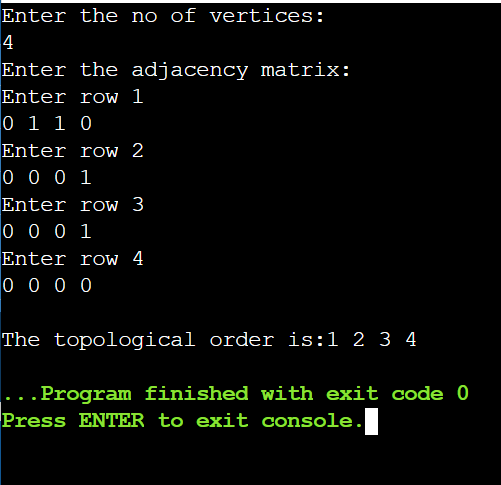 Enter the no of vertices:
4
Enter the adjacency matrix:
Enter row 1
0 1 1 0
Enter row 2
0 0 0 1
Enter row 3
0 0 0 1
Enter row 4
0 0 0 0
The topological order is:1 2 3 4
...Program finished with exit code 0
Press ENTER to exit console.